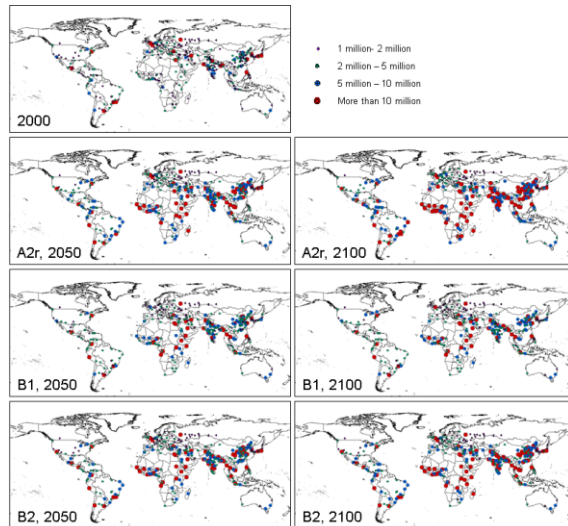 1 million- 2 million
2 million – 5 million
5 million – 10 million
More than 10 million
2000
A2r, 2050
A2r, 2100
B1, 2050
B1, 2100
B2, 2050
B2, 2100